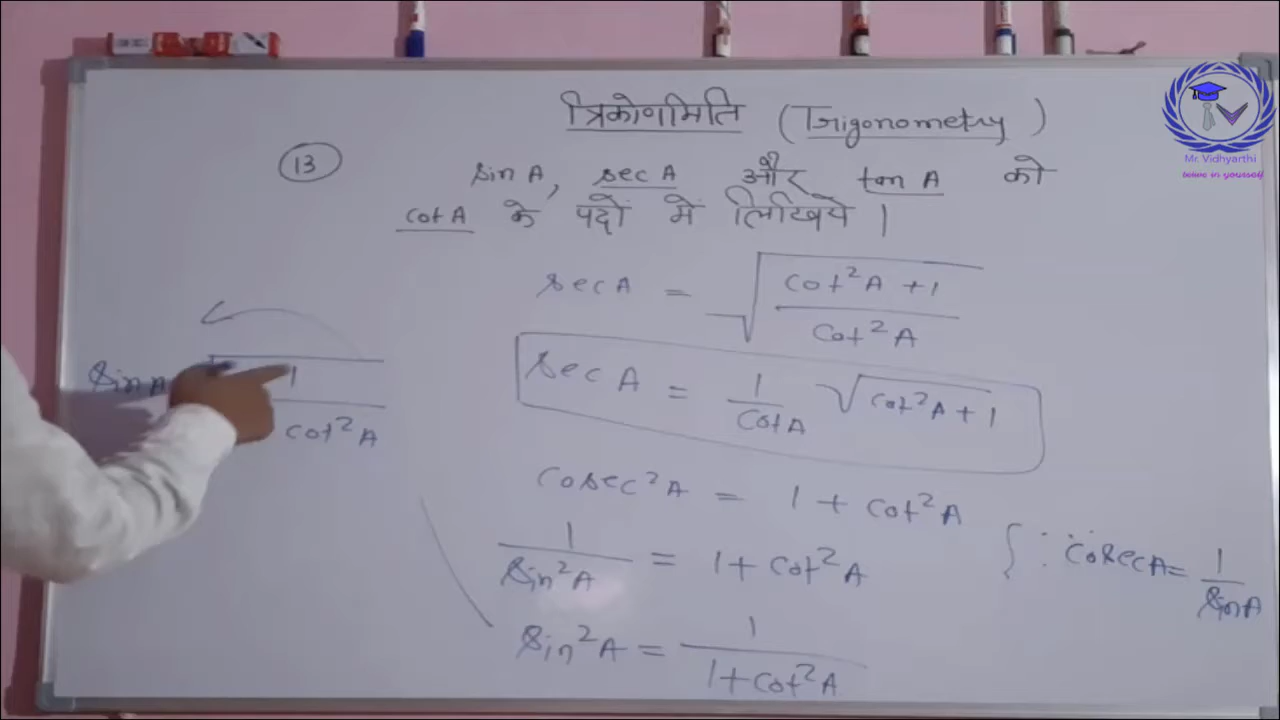 त्रिकोणमिति (Trigonometry)
13
sin A, sec A और tan A को
cot A के पदों में लिखिये।
sec A = √((cot²A + 1)/cot²A)
sec A = 1/cot A √(cot²A + 1)
cosec²A = 1 + cot²A
1/sin²A = 1 + cot²A { ∵ cosec A = 1/sin A
sin²A = 1/(1 + cot²A)
sin A
1
cot²A
Mr. Vidhyarthi
belive in yourself